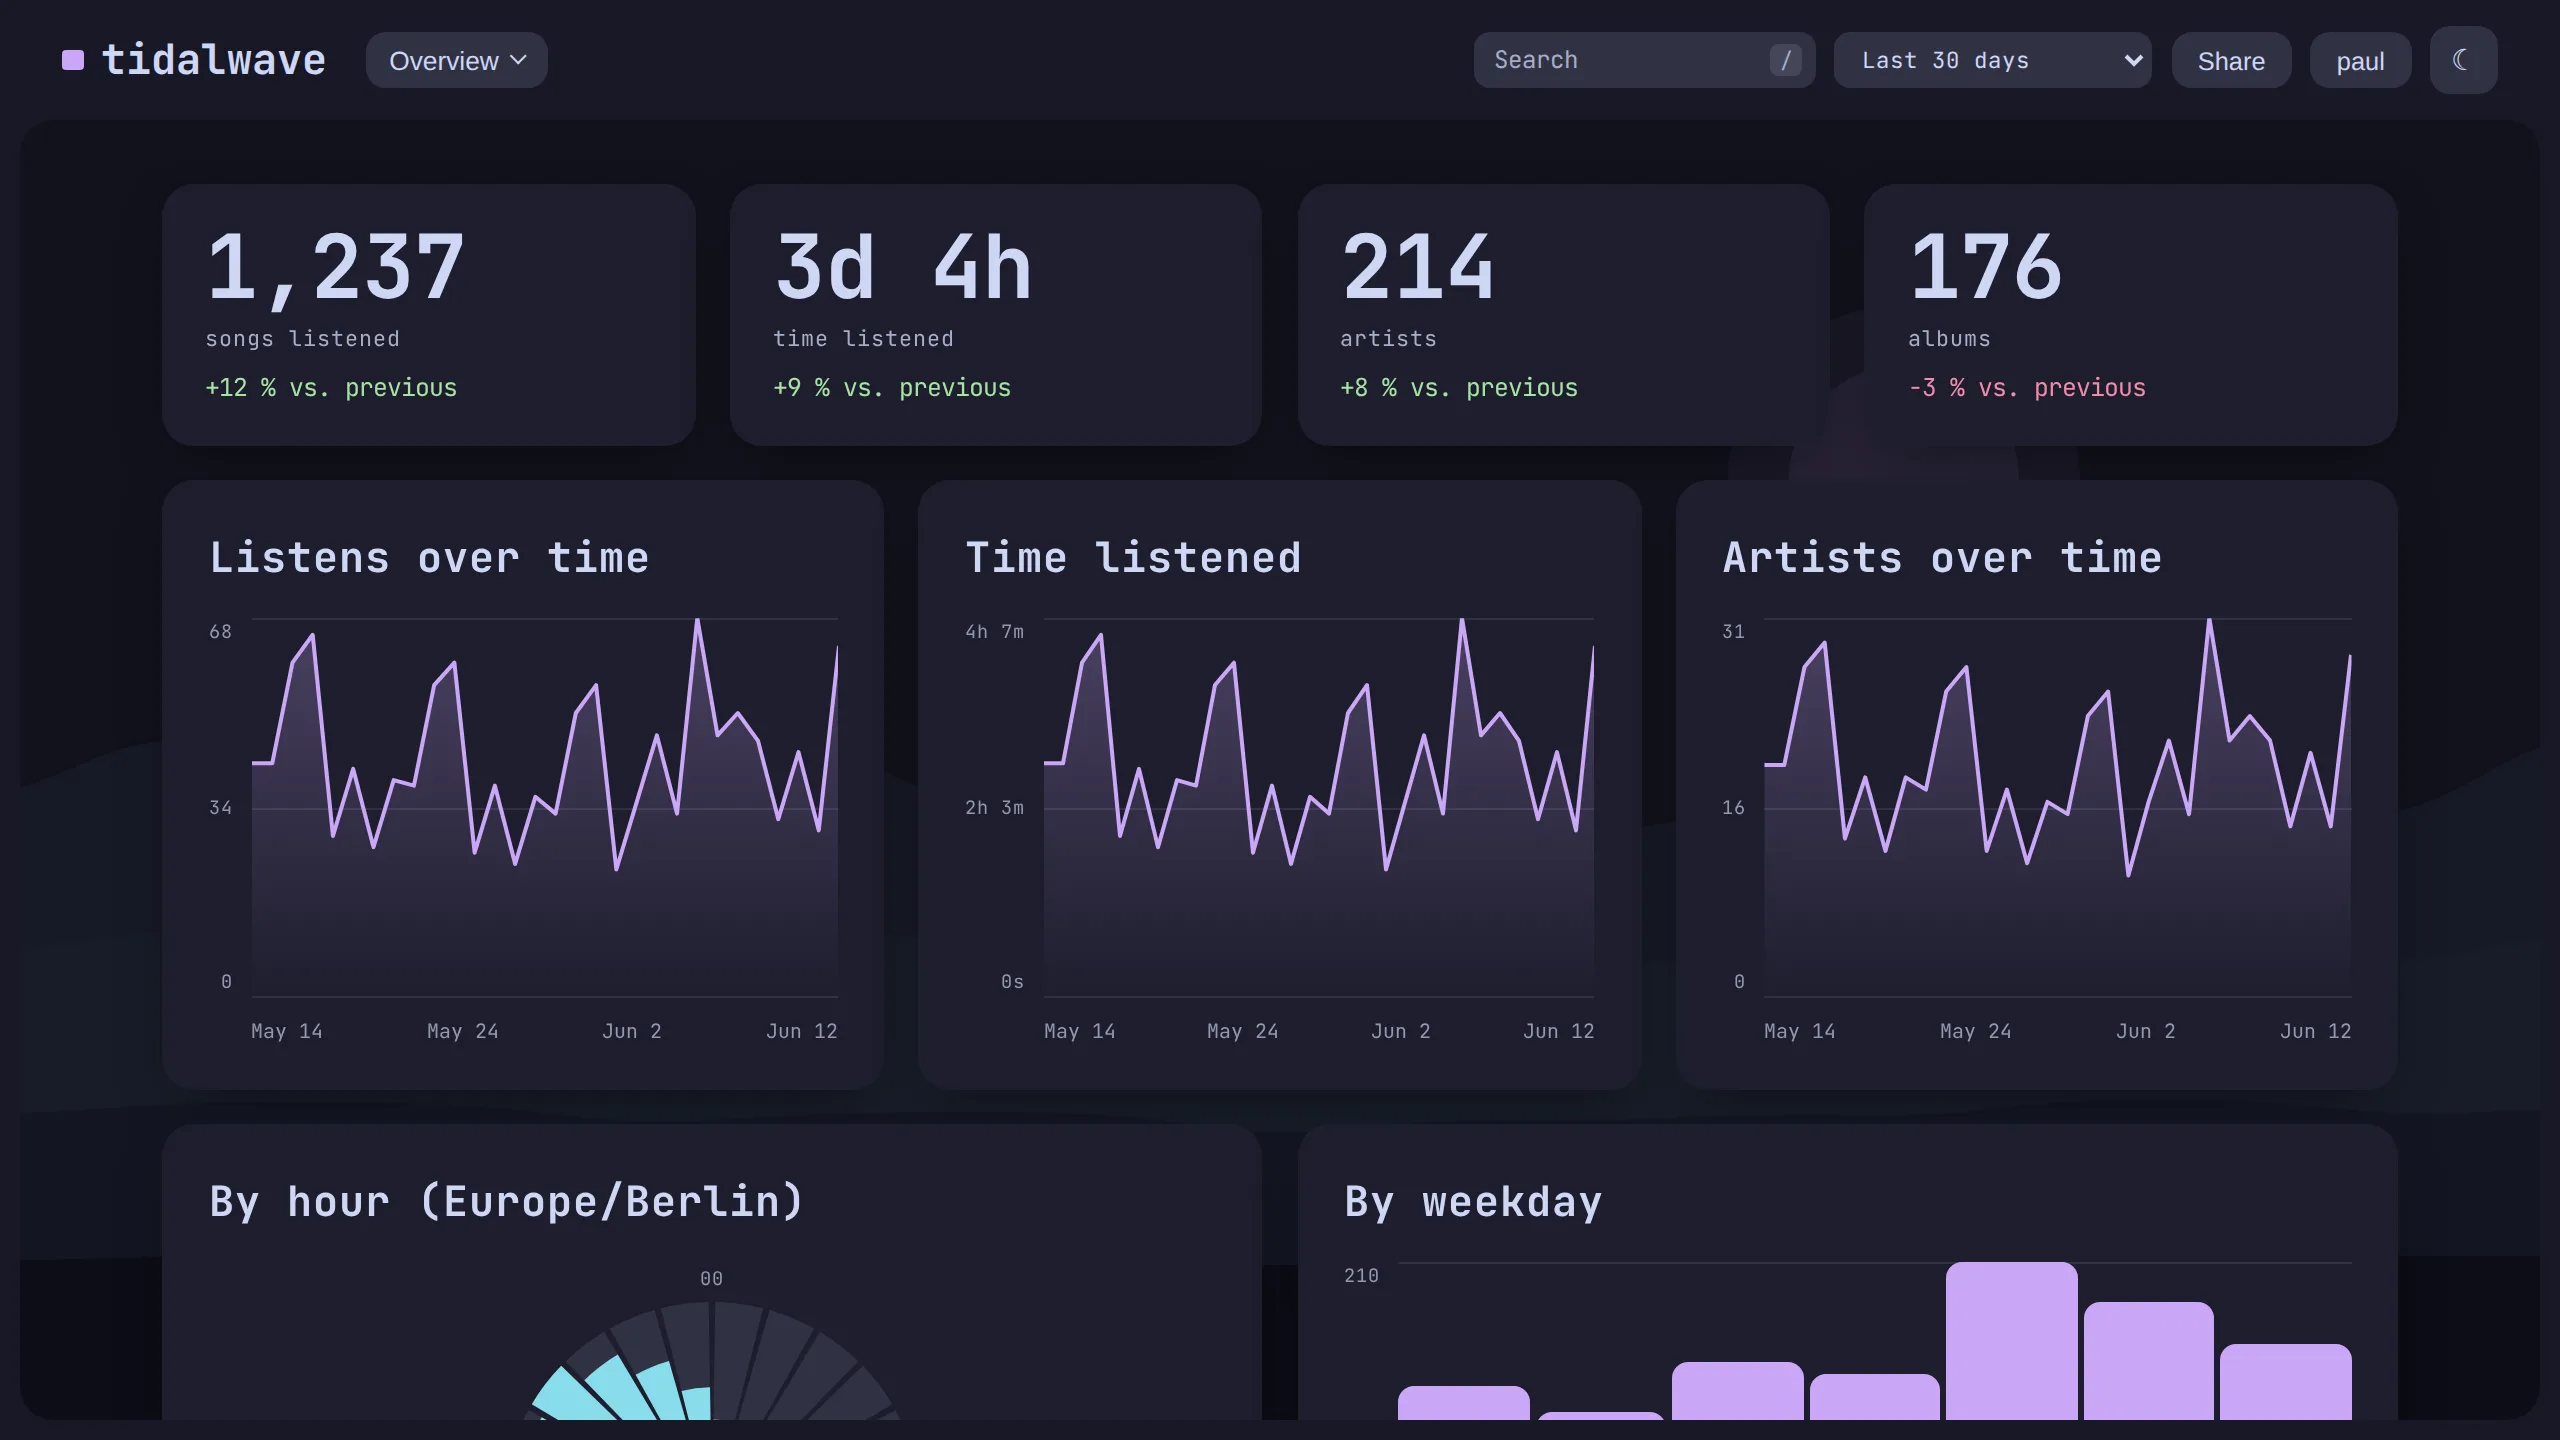 tidalwave
Overview
Search /
Last 30 days
Share
paul
1,237
songs listened
+12 % vs. previous
3d 4h
time listened
+9 % vs. previous
214
artists
+8 % vs. previous
176
albums
-3 % vs. previous
Listens over time
68
34
0
May 14 May 24 Jun 2 Jun 12
Time listened
4h 7m
2h 3m
0s
May 14 May 24 Jun 2 Jun 12
Artists over time
31
16
0
May 14 May 24 Jun 2 Jun 12
By hour (Europe/Berlin)
00
By weekday
210